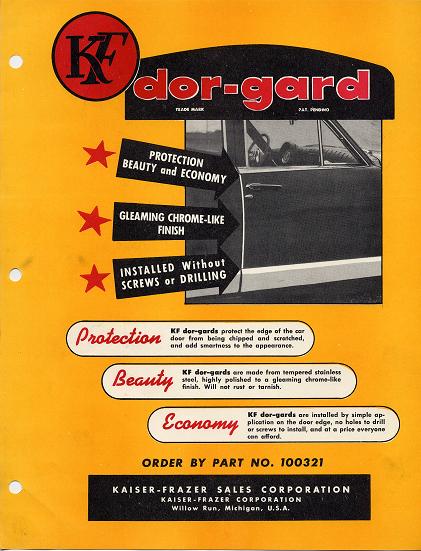 KF
dor-gard
TRADE MARK
PAT. PENDING
PROTECTION
BEAUTY and ECONOMY
GLEAMING CHROME-LIKE
FINISH
INSTALLED Without
SCREWS or DRILLING
Protection
KF dor-gards protect the edge of the car
door from being chipped and scratched,
and add smartness to the appearance.
Beauty
KF dor-gards are made from tempered stainless
steel, highly polished to a gleaming chrome-like
finish. Will not rust or tarnish.
Economy
KF dor-gards are installed by simple ap-
plication on the door edge, no holes to drill
or screws to install, and at a price everyone
can afford.
ORDER BY PART NO. 100321
KAISER-FRAZER SALES CORPORATION
KAISER-FRAZER CORPORATION
Willow Run, Michigan, U.S.A.